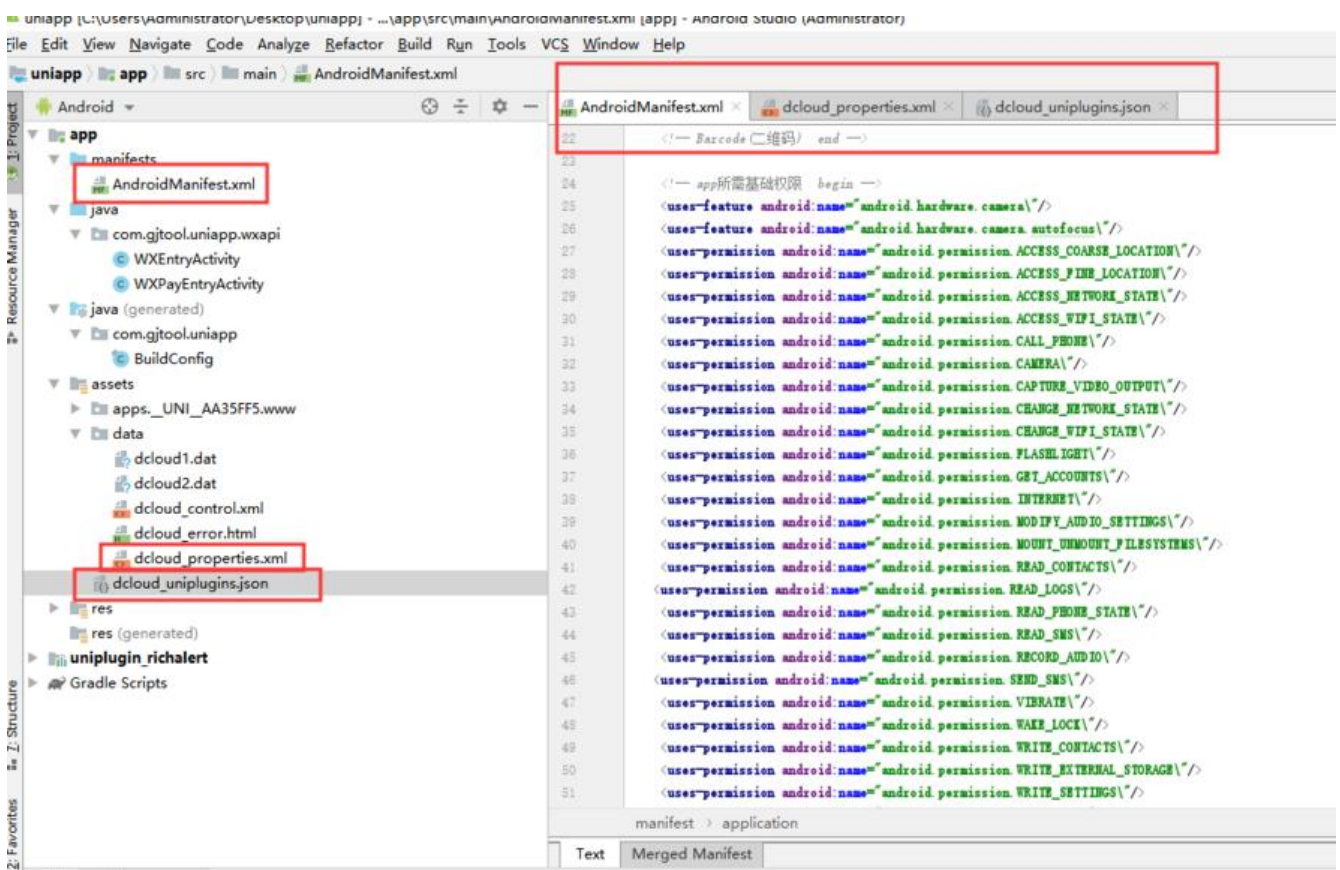 uniapp [C:\Users\Administrator\Desktop\uniapp] - ...\app\src\main\AndroidManifest.xml [app] - Android Studio (Administrator)
File Edit View Navigate Code Analyze Refactor Build Run Tools VCS Window Help
uniapp app src main AndroidManifest.xml
1: Project
Resource Manager
7: Structure
2: Favorites
Android
app
manifests
AndroidManifest.xml
java
com.gjtool.uniapp.wxapi
WXEntryActivity
WXPayEntryActivity
java (generated)
com.gjtool.uniapp
BuildConfig
assets
apps.__UNI__AA35FF5.www
data
dcloud1.dat
dcloud2.dat
dcloud_control.xml
dcloud_error.html
dcloud_properties.xml
dcloud_uniplugins.json
res
res (generated)
uniplugin_richalert
Gradle Scripts
AndroidManifest.xml × dcloud_properties.xml × dcloud_uniplugins.json ×
22 <!-- Barcode(二维码) end -->
23
24 <!-- app所需基础权限 begin -->
25 <uses-feature android:name="android.hardware.camera\"/>
26 <uses-feature android:name="android.hardware.camera.autofocus\"/>
27 <uses-permission android:name="android.permission.ACCESS_COARSE_LOCATION\"/>
28 <uses-permission android:name="android.permission.ACCESS_FINE_LOCATION\"/>
29 <uses-permission android:name="android.permission.ACCESS_NETWORK_STATE\"/>
30 <uses-permission android:name="android.permission.ACCESS_WIFI_STATE\"/>
31 <uses-permission android:name="android.permission.CALL_PHONE\"/>
32 <uses-permission android:name="android.permission.CAMERA\"/>
33 <uses-permission android:name="android.permission.CAPTURE_VIDEO_OUTPUT\"/>
34 <uses-permission android:name="android.permission.CHANGE_NETWORK_STATE\"/>
35 <uses-permission android:name="android.permission.CHANGE_WIFI_STATE\"/>
36 <uses-permission android:name="android.permission.FLASHLIGHT\"/>
37 <uses-permission android:name="android.permission.GET_ACCOUNTS\"/>
38 <uses-permission android:name="android.permission.INTERNET\"/>
39 <uses-permission android:name="android.permission.MODIFY_AUDIO_SETTINGS\"/>
40 <uses-permission android:name="android.permission.MOUNT_UNMOUNT_FILESYSTEMS\"/>
41 <uses-permission android:name="android.permission.READ_CONTACTS\"/>
42 <uses-permission android:name="android.permission.READ_LOGS\"/>
43 <uses-permission android:name="android.permission.READ_PHONE_STATE\"/>
44 <uses-permission android:name="android.permission.READ_SMS\"/>
45 <uses-permission android:name="android.permission.RECORD_AUDIO\"/>
46 <uses-permission android:name="android.permission.SEND_SMS\"/>
47 <uses-permission android:name="android.permission.VIBRATE\"/>
48 <uses-permission android:name="android.permission.WAKE_LOCK\"/>
49 <uses-permission android:name="android.permission.WRITE_CONTACTS\"/>
50 <uses-permission android:name="android.permission.WRITE_EXTERNAL_STORAGE\"/>
51 <uses-permission android:name="android.permission.WRITE_SETTINGS\"/>
manifest › application
Text Merged Manifest